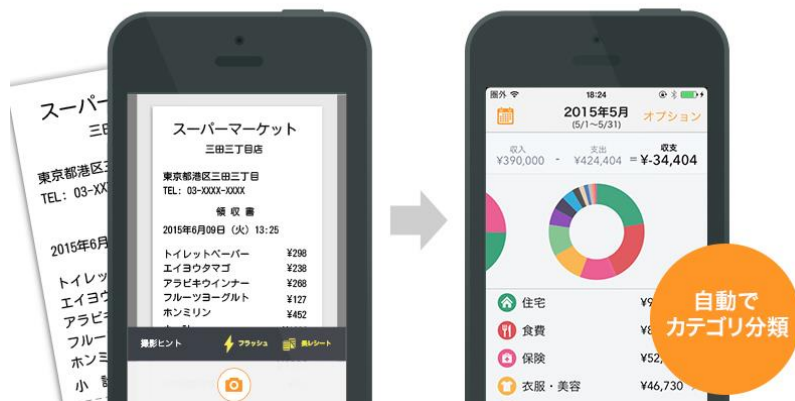 スーパー
三田
東京都港区三
TEL: 03-XX
2015年6月
トイレッ
エイヨウ
アラビキ
フルー
ホンミ
小 計
スーパーマーケット
三田三丁目店
東京都港区三田三丁目
TEL: 03-XXXX-XXXX
領 収 書
2015年6月09日 (火) 13:25
トイレットペーパー ¥298
エイヨウタマゴ ¥238
アラビキウインナー ¥268
フルーツヨーグルト ¥127
ホンミリン ¥452
撮影ヒント フラッシュ 長いレシート
圏外 18:24
2015年5月 オプション
(5/1~5/31)
収入 支出 収支
¥390,000 - ¥424,404 = ¥-34,404
住宅 ¥9
食費 ¥8
保険 ¥52,
衣服・美容 ¥46,730
自動で
カテゴリ分類